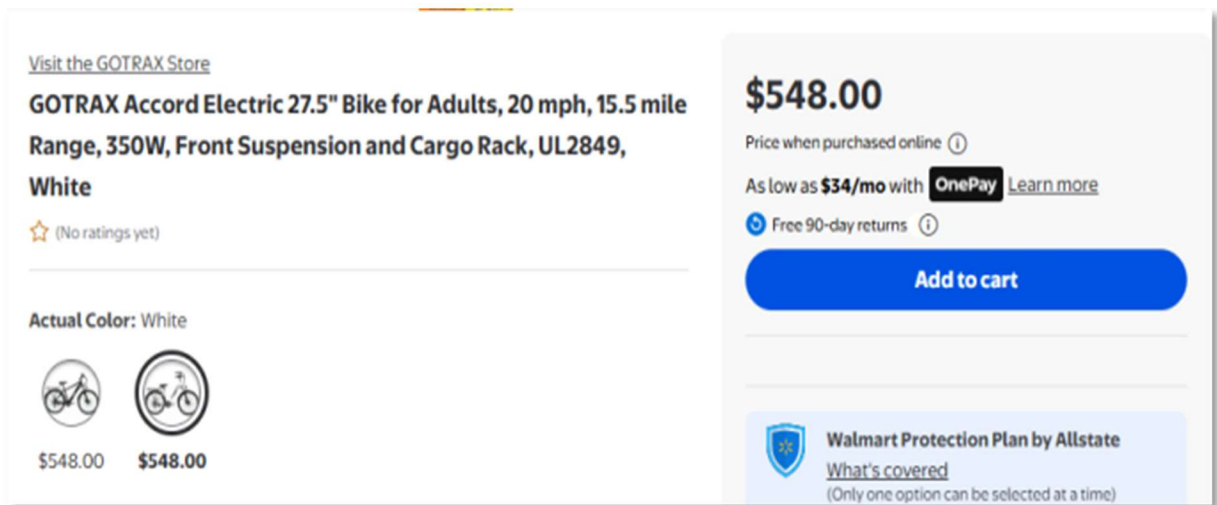 Visit the GOTRAX Store
GOTRAX Accord Electric 27.5" Bike for Adults, 20 mph, 15.5 mile
Range, 350W, Front Suspension and Cargo Rack, UL2849,
White
(No ratings yet)
Actual Color: White
$548.00 $548.00
$548.00
Price when purchased online
As low as $34/mo with OnePay Learn more
Free 90-day returns
Add to cart
Walmart Protection Plan by Allstate
What's covered
(Only one option can be selected at a time)